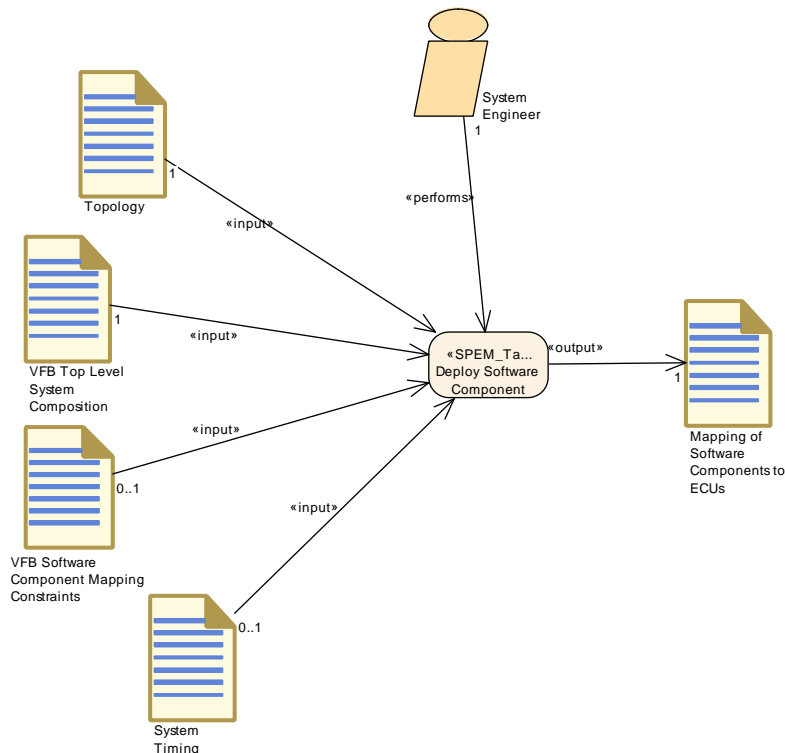 System
Engineer
1
«performs»
1
Topology
«input»
1
«input»
VFB Top Level
System
Composition
«SPEM_Ta...
Deploy Software
Component
«output»
1
Mapping of
Software
Components to
ECUs
«input»
0..1
VFB Software
Component Mapping
Constraints
«input»
0..1
System
Timing